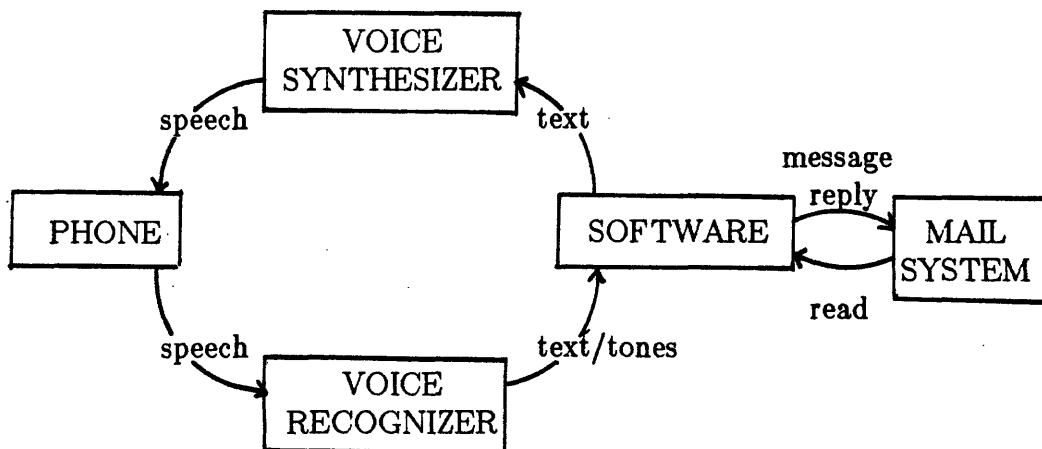 VOICE
SYNTHESIZER
speech
text
message
reply
PHONE
SOFTWARE
MAIL
SYSTEM
read
speech
text/tones
VOICE
RECOGNIZER